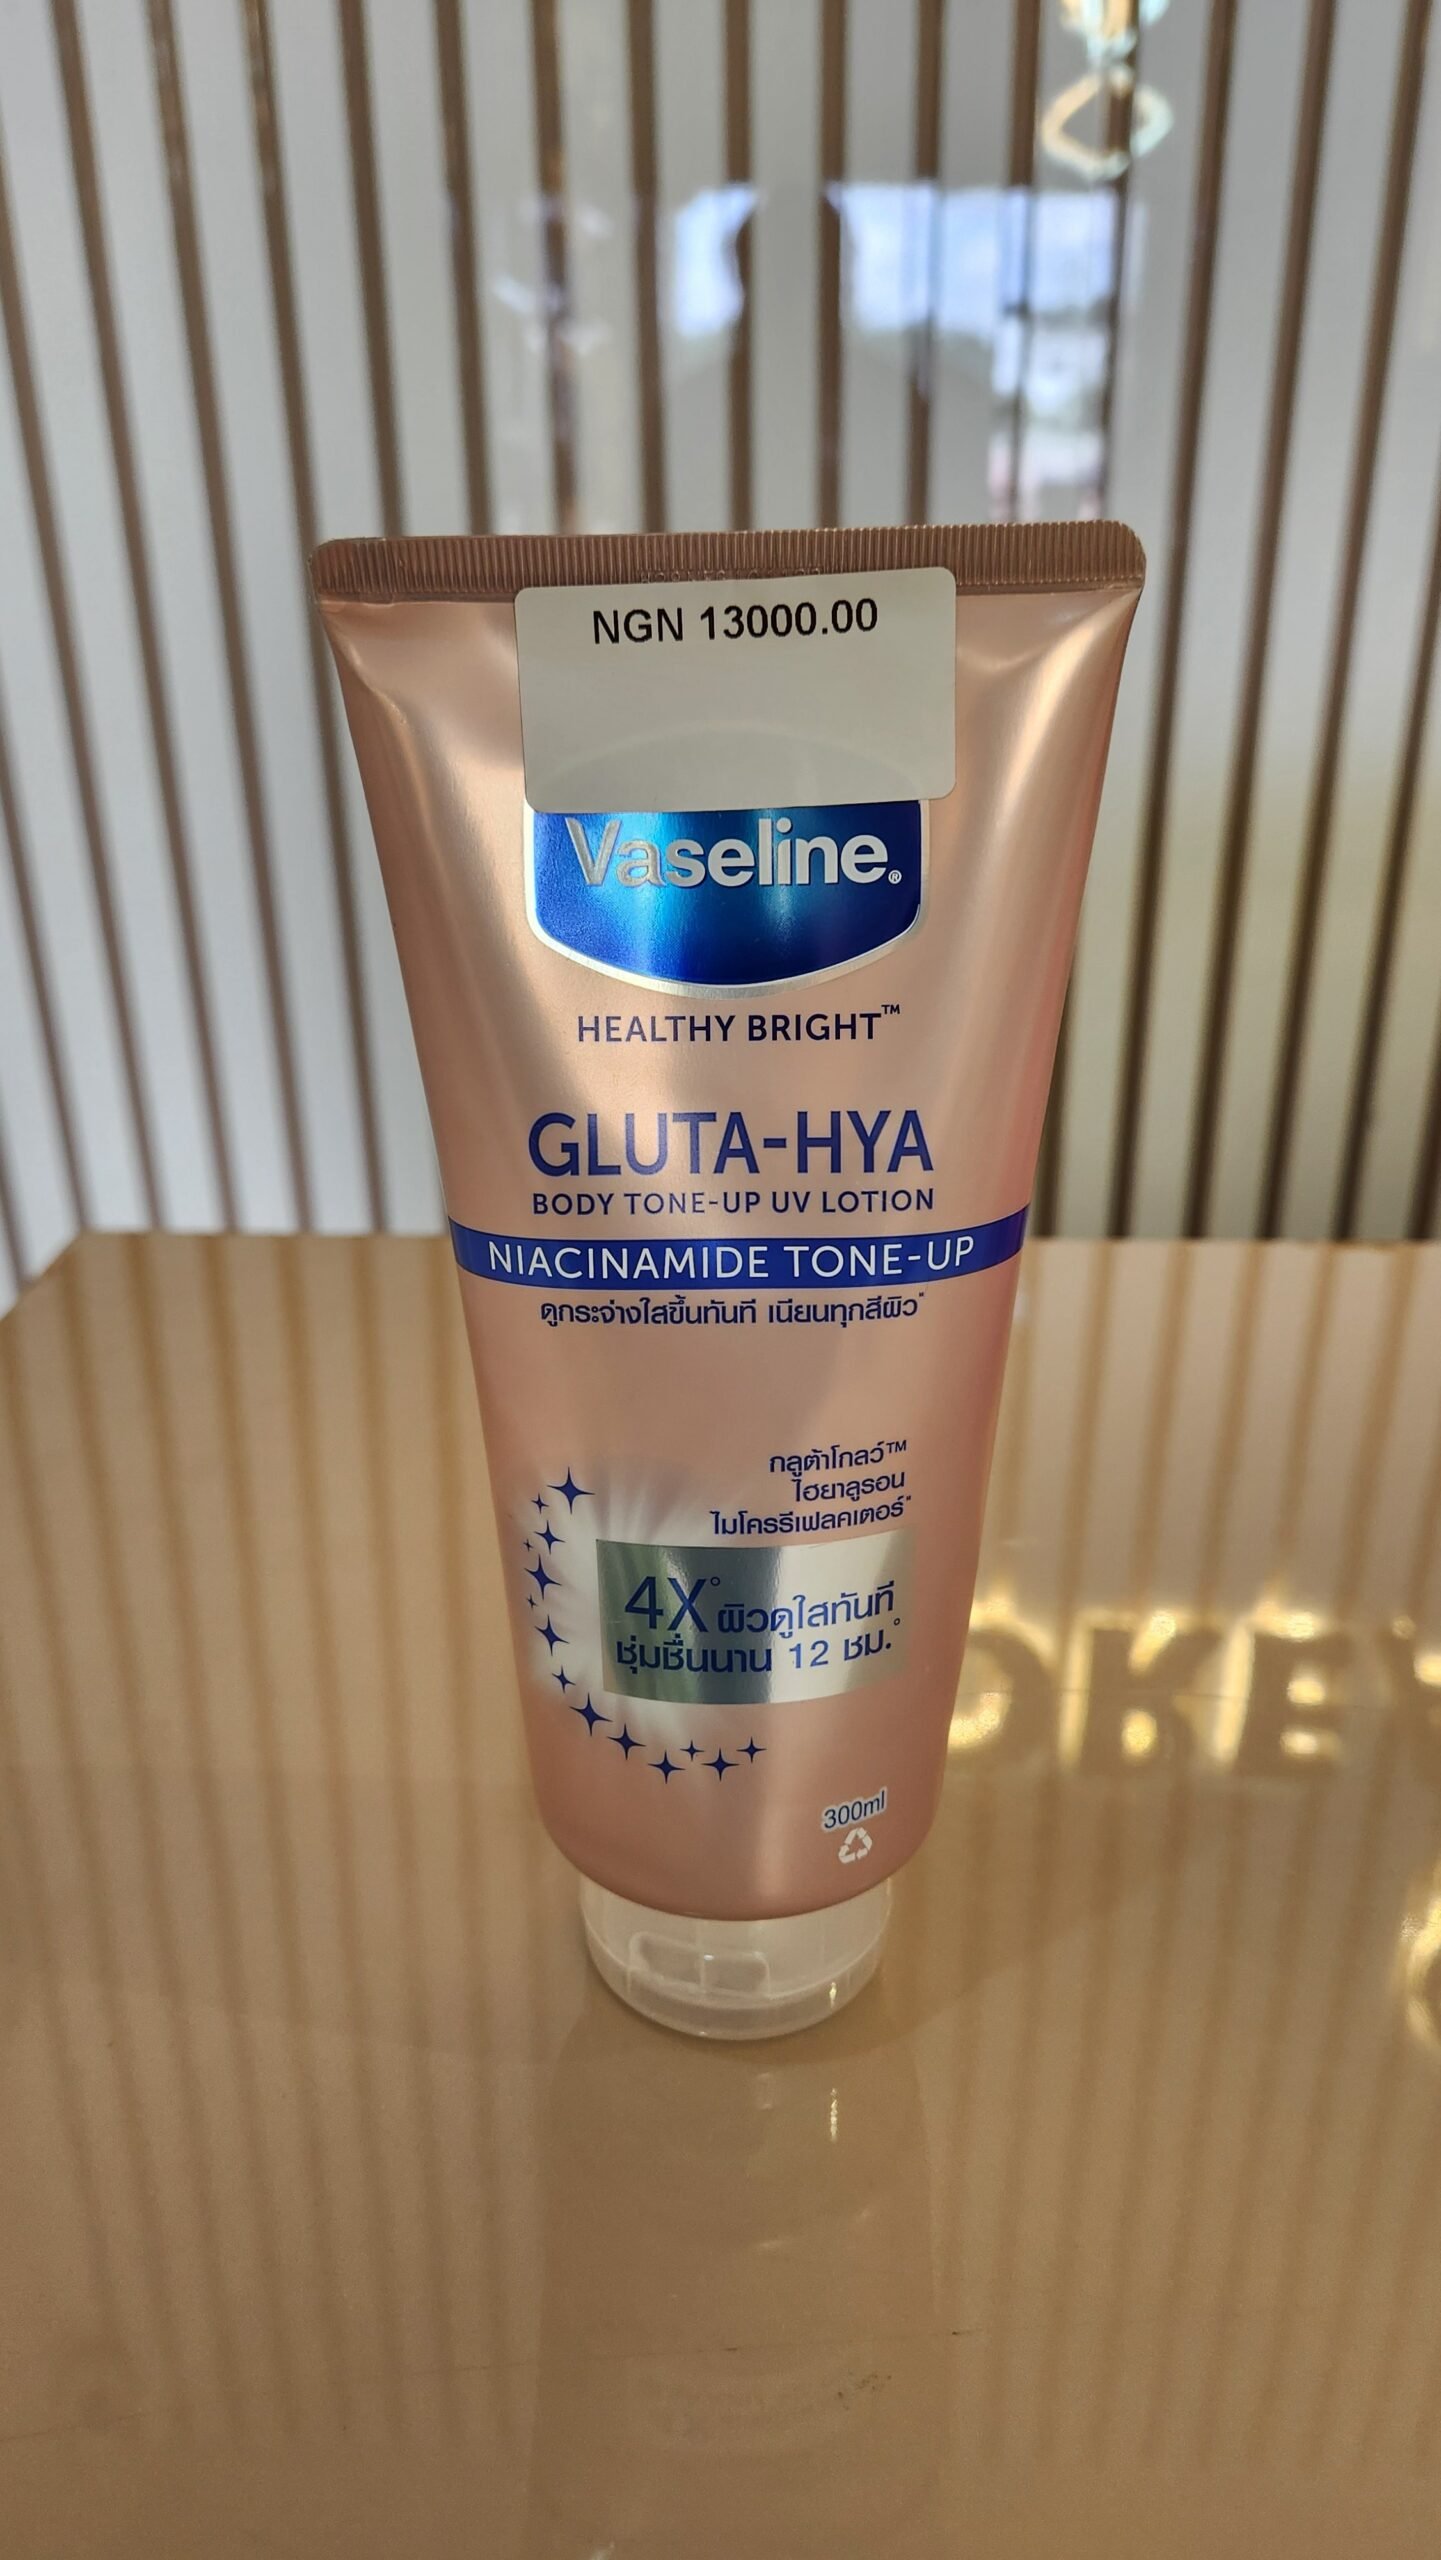 NGN 13000.00
Vaseline®
HEALTHY BRIGHT™
GLUTA-HYA
BODY TONE-UP UV LOTION
NIACINAMIDE TONE-UP
ดูกระจ่างใสขึ้นทันที เนียนทุกสีผิว"
กลูต้าโกลว์™
ไฮยาลูรอน
ไมโครรีเฟลคเตอร์"
4X° ผิวดูใสทันที
ชุ่มชื่นนาน 12 ชม.°
300ml